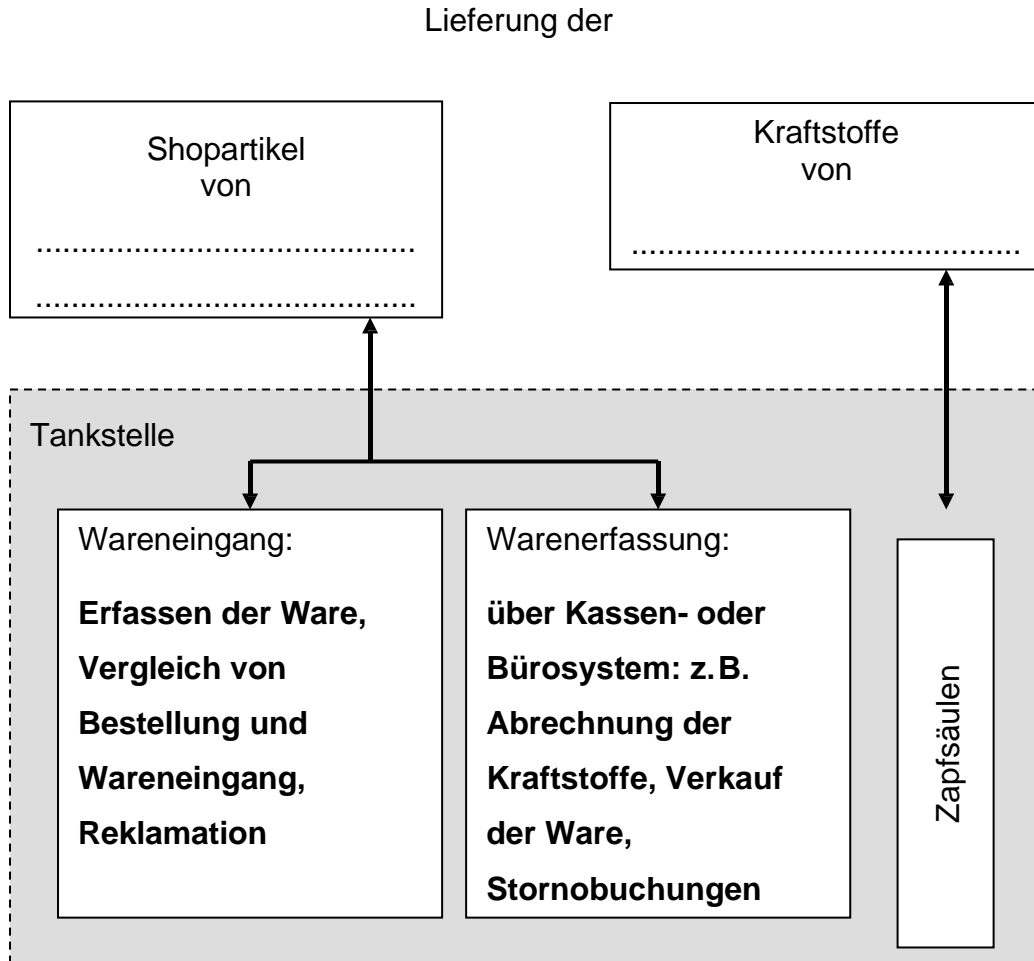 Lieferung der
Shopartikel
von
..........................................
..........................................
Kraftstoffe
von
...........................................
Tankstelle
Wareneingang:
Erfassen der Ware,
Vergleich von
Bestellung und
Wareneingang,
Reklamation
Warenerfassung:
über Kassen- oder
Bürosystem: z. B.
Abrechnung der
Kraftstoffe, Verkauf
der Ware,
Stornobuchungen
Zapfsäulen